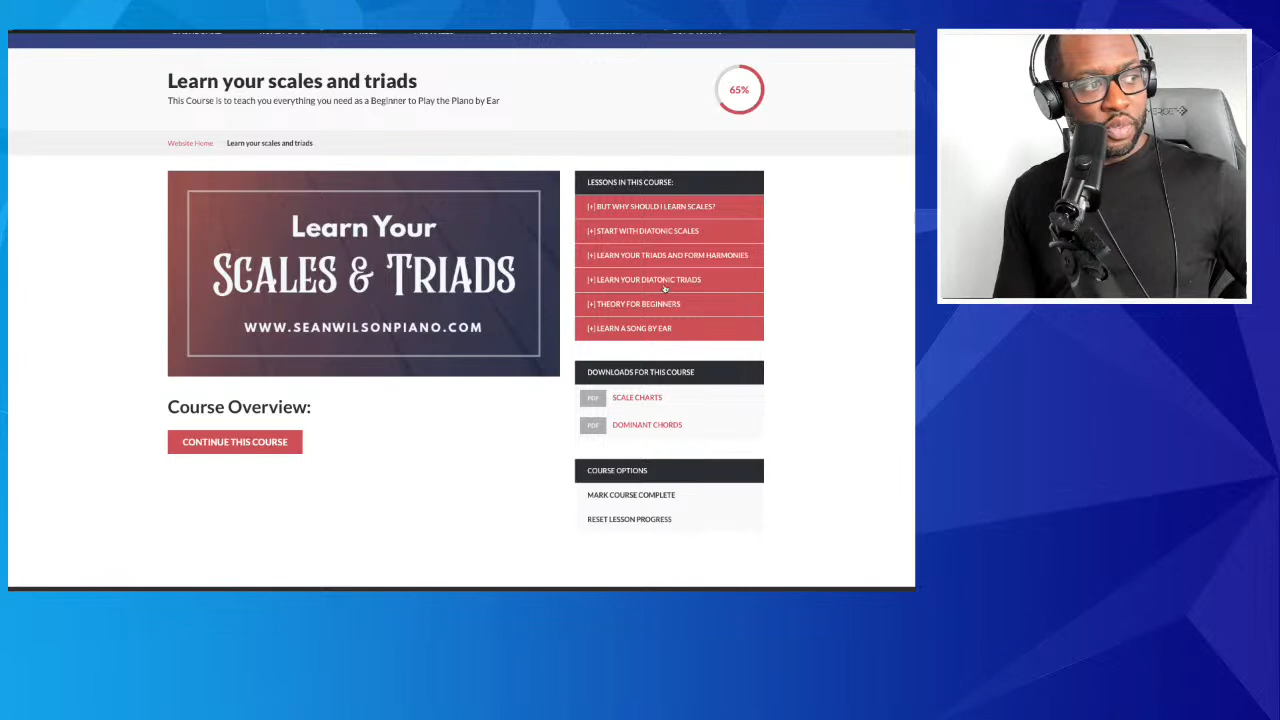 Learn your scales and triads
This Course is to teach you everything you need as a Beginner to Play the Piano by Ear
65%
Website Home Learn your scales and triads
Learn Your
SCALES & TRIADS
WWW.SEANWILSONPIANO.COM
Course Overview:
CONTINUE THIS COURSE
LESSONS IN THIS COURSE:
[+] BUT WHY SHOULD I LEARN SCALES?
[+] START WITH DIATONIC SCALES
[+] LEARN YOUR TRIADS AND FORM HARMONIES
[+] LEARN YOUR DIATONIC TRIADS
[+] THEORY FOR BEGINNERS
[+] LEARN A SONG BY EAR
DOWNLOADS FOR THIS COURSE
PDF SCALE CHARTS
PDF DOMINANT CHORDS
COURSE OPTIONS
MARK COURSE COMPLETE
RESET LESSON PROGRESS